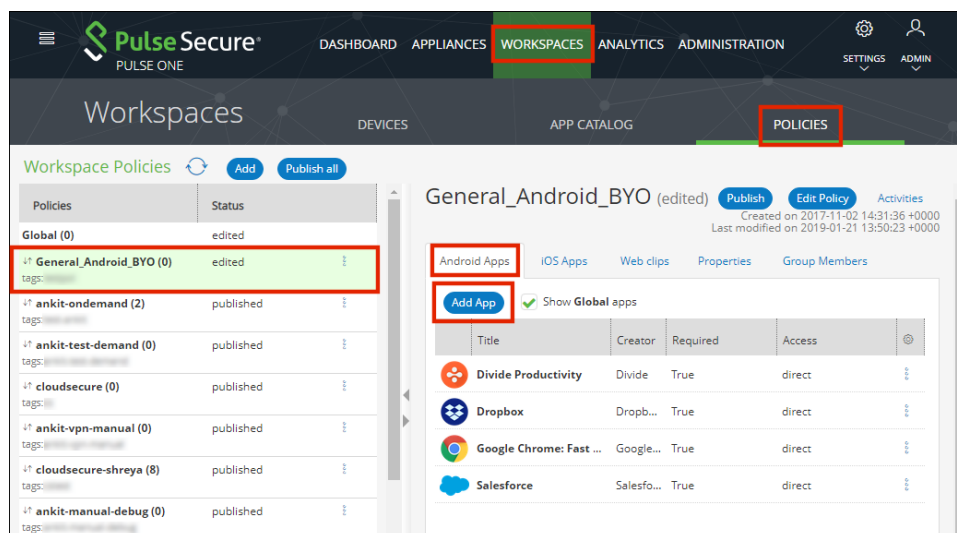 Pulse Secure®
PULSE ONE
DASHBOARD APPLIANCES WORKSPACES ANALYTICS ADMINISTRATION
SETTINGS ADMIN
Workspaces
DEVICES APP CATALOG POLICIES
Workspace Policies Add Publish all
Policies Status
Global (0) edited
General_Android_BYO (0) edited
tags:
ankit-ondemand (2) published
tags:
ankit-test-demand (0) published
tags:
cloudsecure (0) published
tags:
ankit-vpn-manual (0) published
tags:
cloudsecure-shreya (8) published
tags:
ankit-manual-debug (0) published
tags:
General_Android_BYO (edited) Publish Edit Policy Activities
Created on 2017-11-02 14:31:36 +0000
Last modified on 2019-01-21 13:50:23 +0000
Android Apps iOS Apps Web clips Properties Group Members
Add App Show Global apps
Title Creator Required Access
Divide Productivity Divide True direct
Dropbox Dropb... True direct
Google Chrome: Fast ... Google... True direct
Salesforce Salesfo... True direct